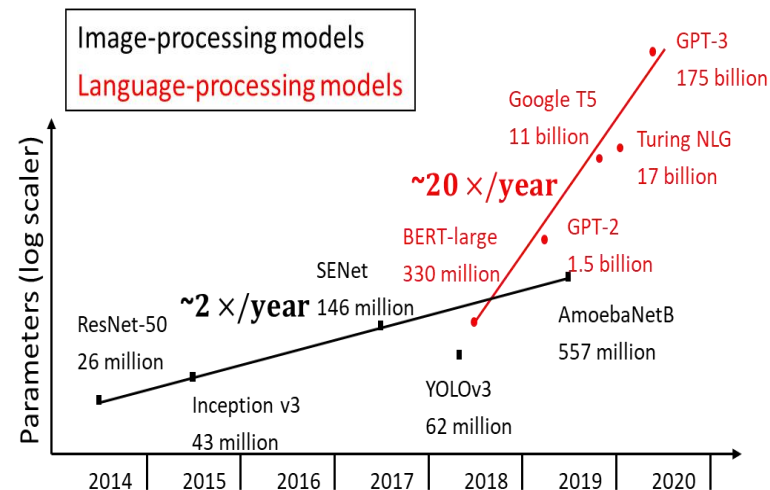 Image-processing models
Language-processing models
Parameters (log scaler)
GPT-3
175 billion
Google T5
11 billion
Turing NLG
17 billion
~20 ×/year
BERT-large
330 million
GPT-2
1.5 billion
SENet
146 million
~2 ×/year
ResNet-50
26 million
AmoebaNetB
557 million
YOLOv3
62 million
Inception v3
43 million
2014 2015 2016 2017 2018 2019 2020